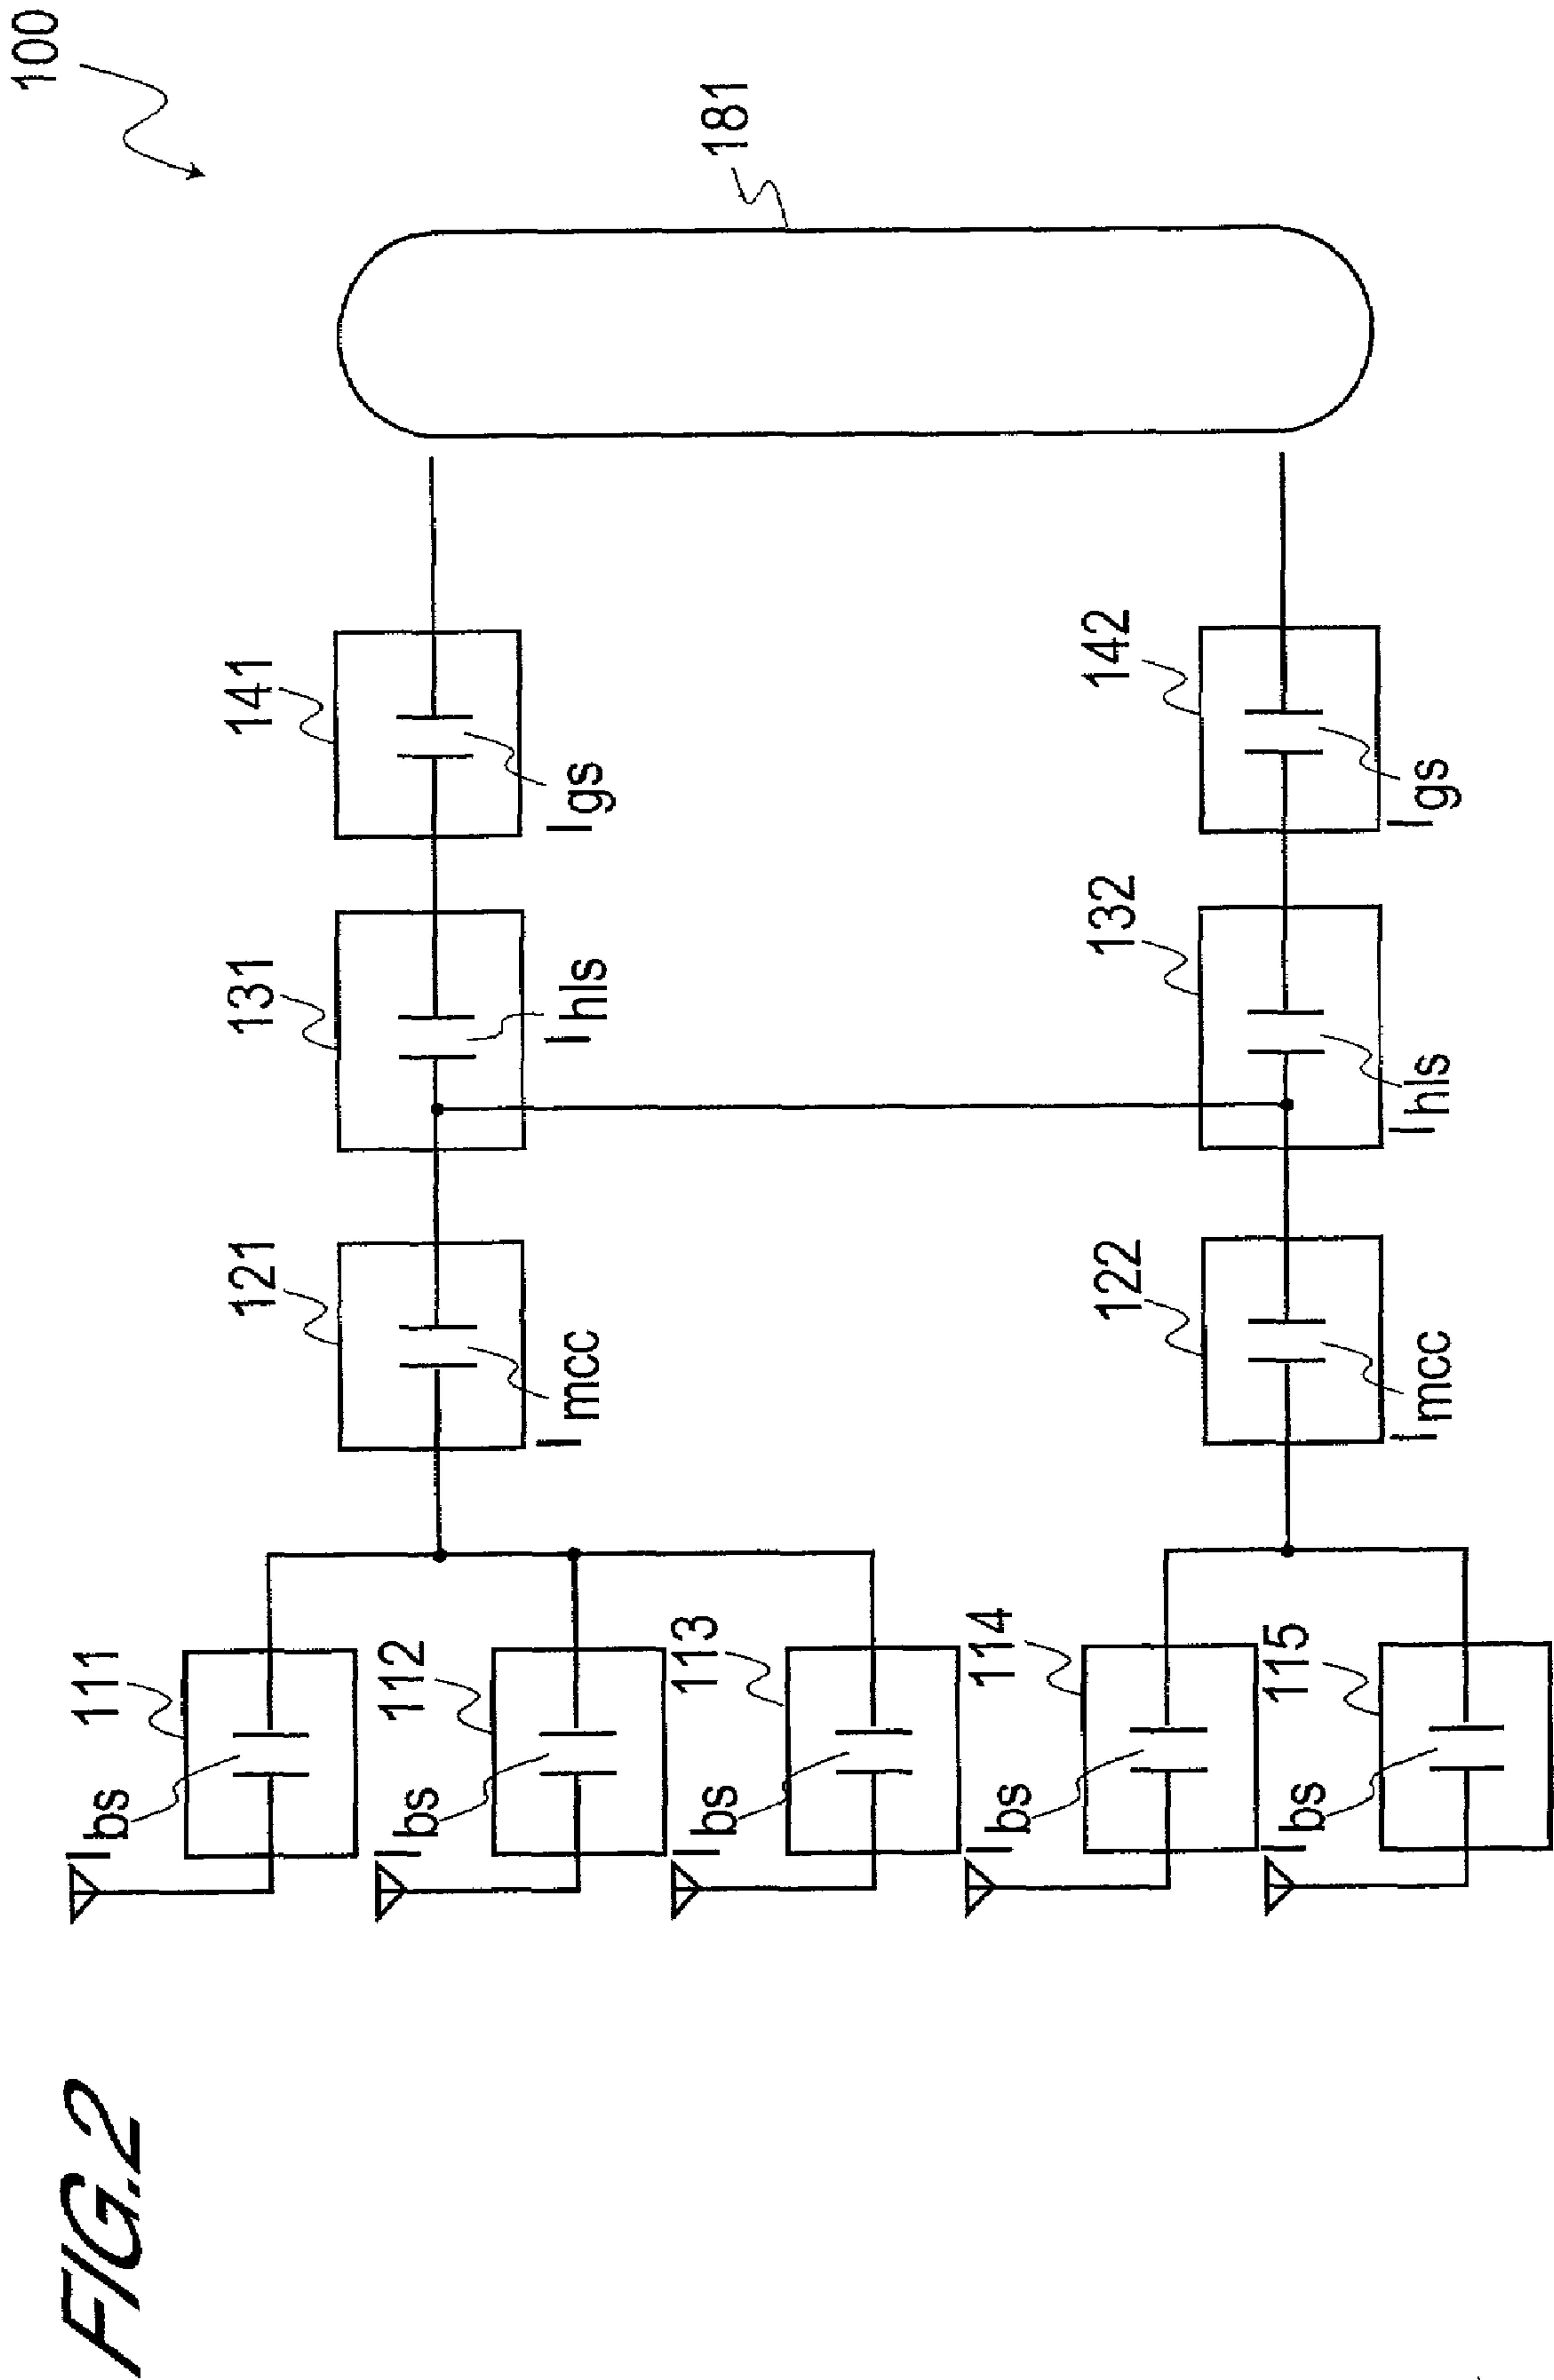 FIG.2
100
181
141
Igs
142
Igs
131
Ihls
132
Ihls
121
Imcc
122
Imcc
111
Ibs
112
Ibs
113
Ibs
114
Ibs
115
Ibs